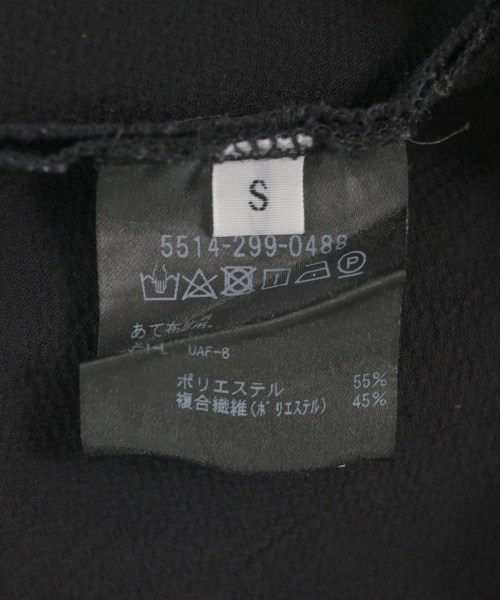 S
5514-299-0488
P
あて布
UAF-8
ポリエステル 55%
複合繊維(ポリエステル) 45%